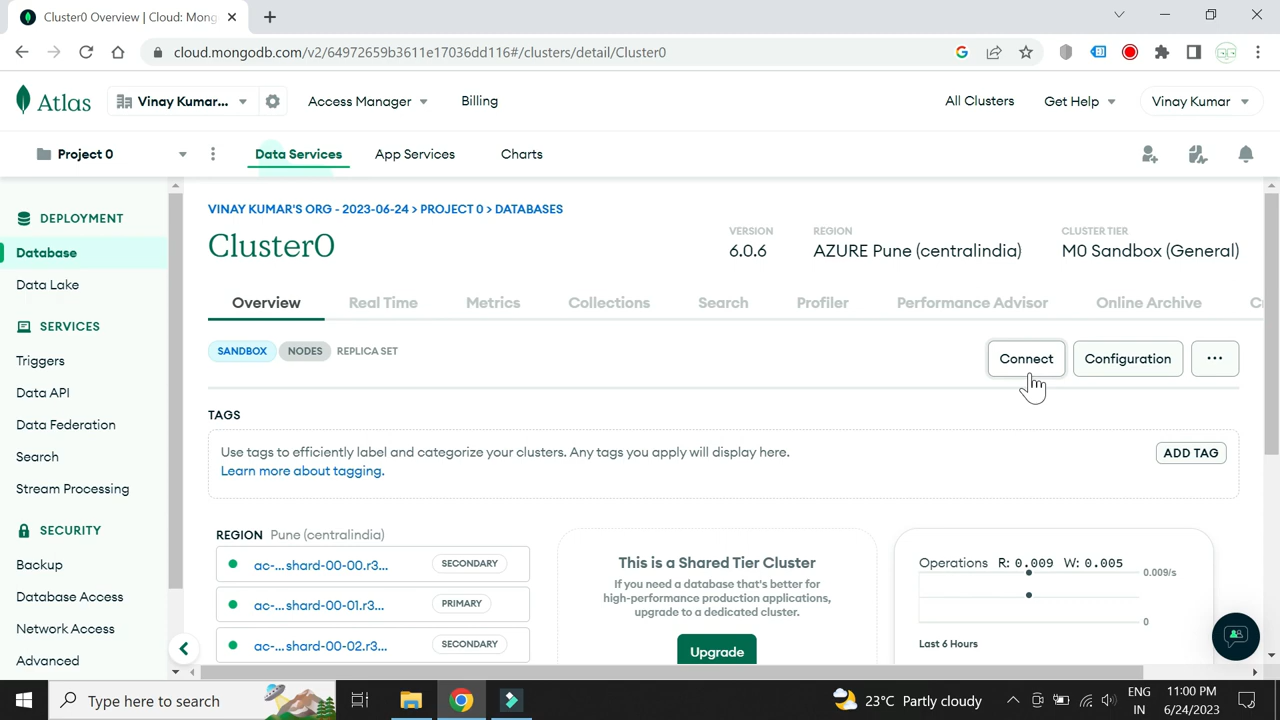 Cluster0 Overview | Cloud: Mong
cloud.mongodb.com/v2/64972659b3611e17036dd116#/clusters/detail/Cluster0
Atlas
Vinay Kumar...
Access Manager
Billing
All Clusters
Get Help
Vinay Kumar
Project 0
Data Services
App Services
Charts
DEPLOYMENT
Database
Data Lake
SERVICES
Triggers
Data API
Data Federation
Search
Stream Processing
SECURITY
Backup
Database Access
Network Access
Advanced
VINAY KUMAR'S ORG - 2023-06-24 > PROJECT 0 > DATABASES
Cluster0
VERSION
6.0.6
REGION
AZURE Pune (centralindia)
CLUSTER TIER
M0 Sandbox (General)
Overview
Real Time
Metrics
Collections
Search
Profiler
Performance Advisor
Online Archive
SANDBOX
NODES
REPLICA SET
Connect
Configuration
...
TAGS
Use tags to efficiently label and categorize your clusters. Any tags you apply will display here.
Learn more about tagging.
ADD TAG
REGION Pune (centralindia)
ac-...shard-00-00.r3... SECONDARY
ac-...shard-00-01.r3... PRIMARY
ac-...shard-00-02.r3... SECONDARY
This is a Shared Tier Cluster
If you need a database that's better for
high-performance production applications,
upgrade to a dedicated cluster.
Upgrade
Operations R: 0.009 W: 0.005
0.009/s
0
Last 6 Hours
Type here to search
23°C Partly cloudy
ENG
IN
11:00 PM
6/24/2023